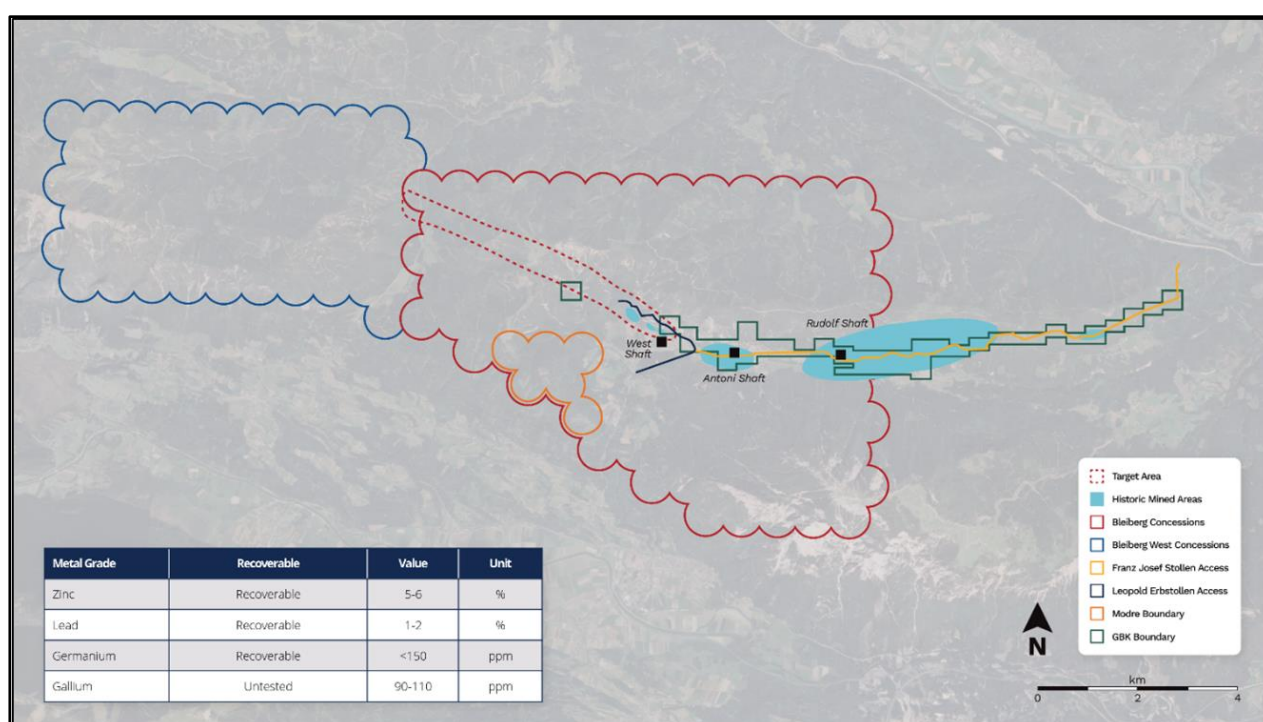 Rudolf Shaft
West
Shaft
Antoni Shaft
Target Area
Historic Mined Areas
Bleiberg Concessions
Bleiberg West Concessions
Franz Josef Stollen Access
Leopold Erbstollen Access
Modre Boundary
GBK Boundary
Metal Grade Recoverable Value Unit
Zinc Recoverable 5-6 %
Lead Recoverable 1-2 %
Germanium Recoverable <150 ppm
Gallium Untested 90-110 ppm
N
km
0 2 4